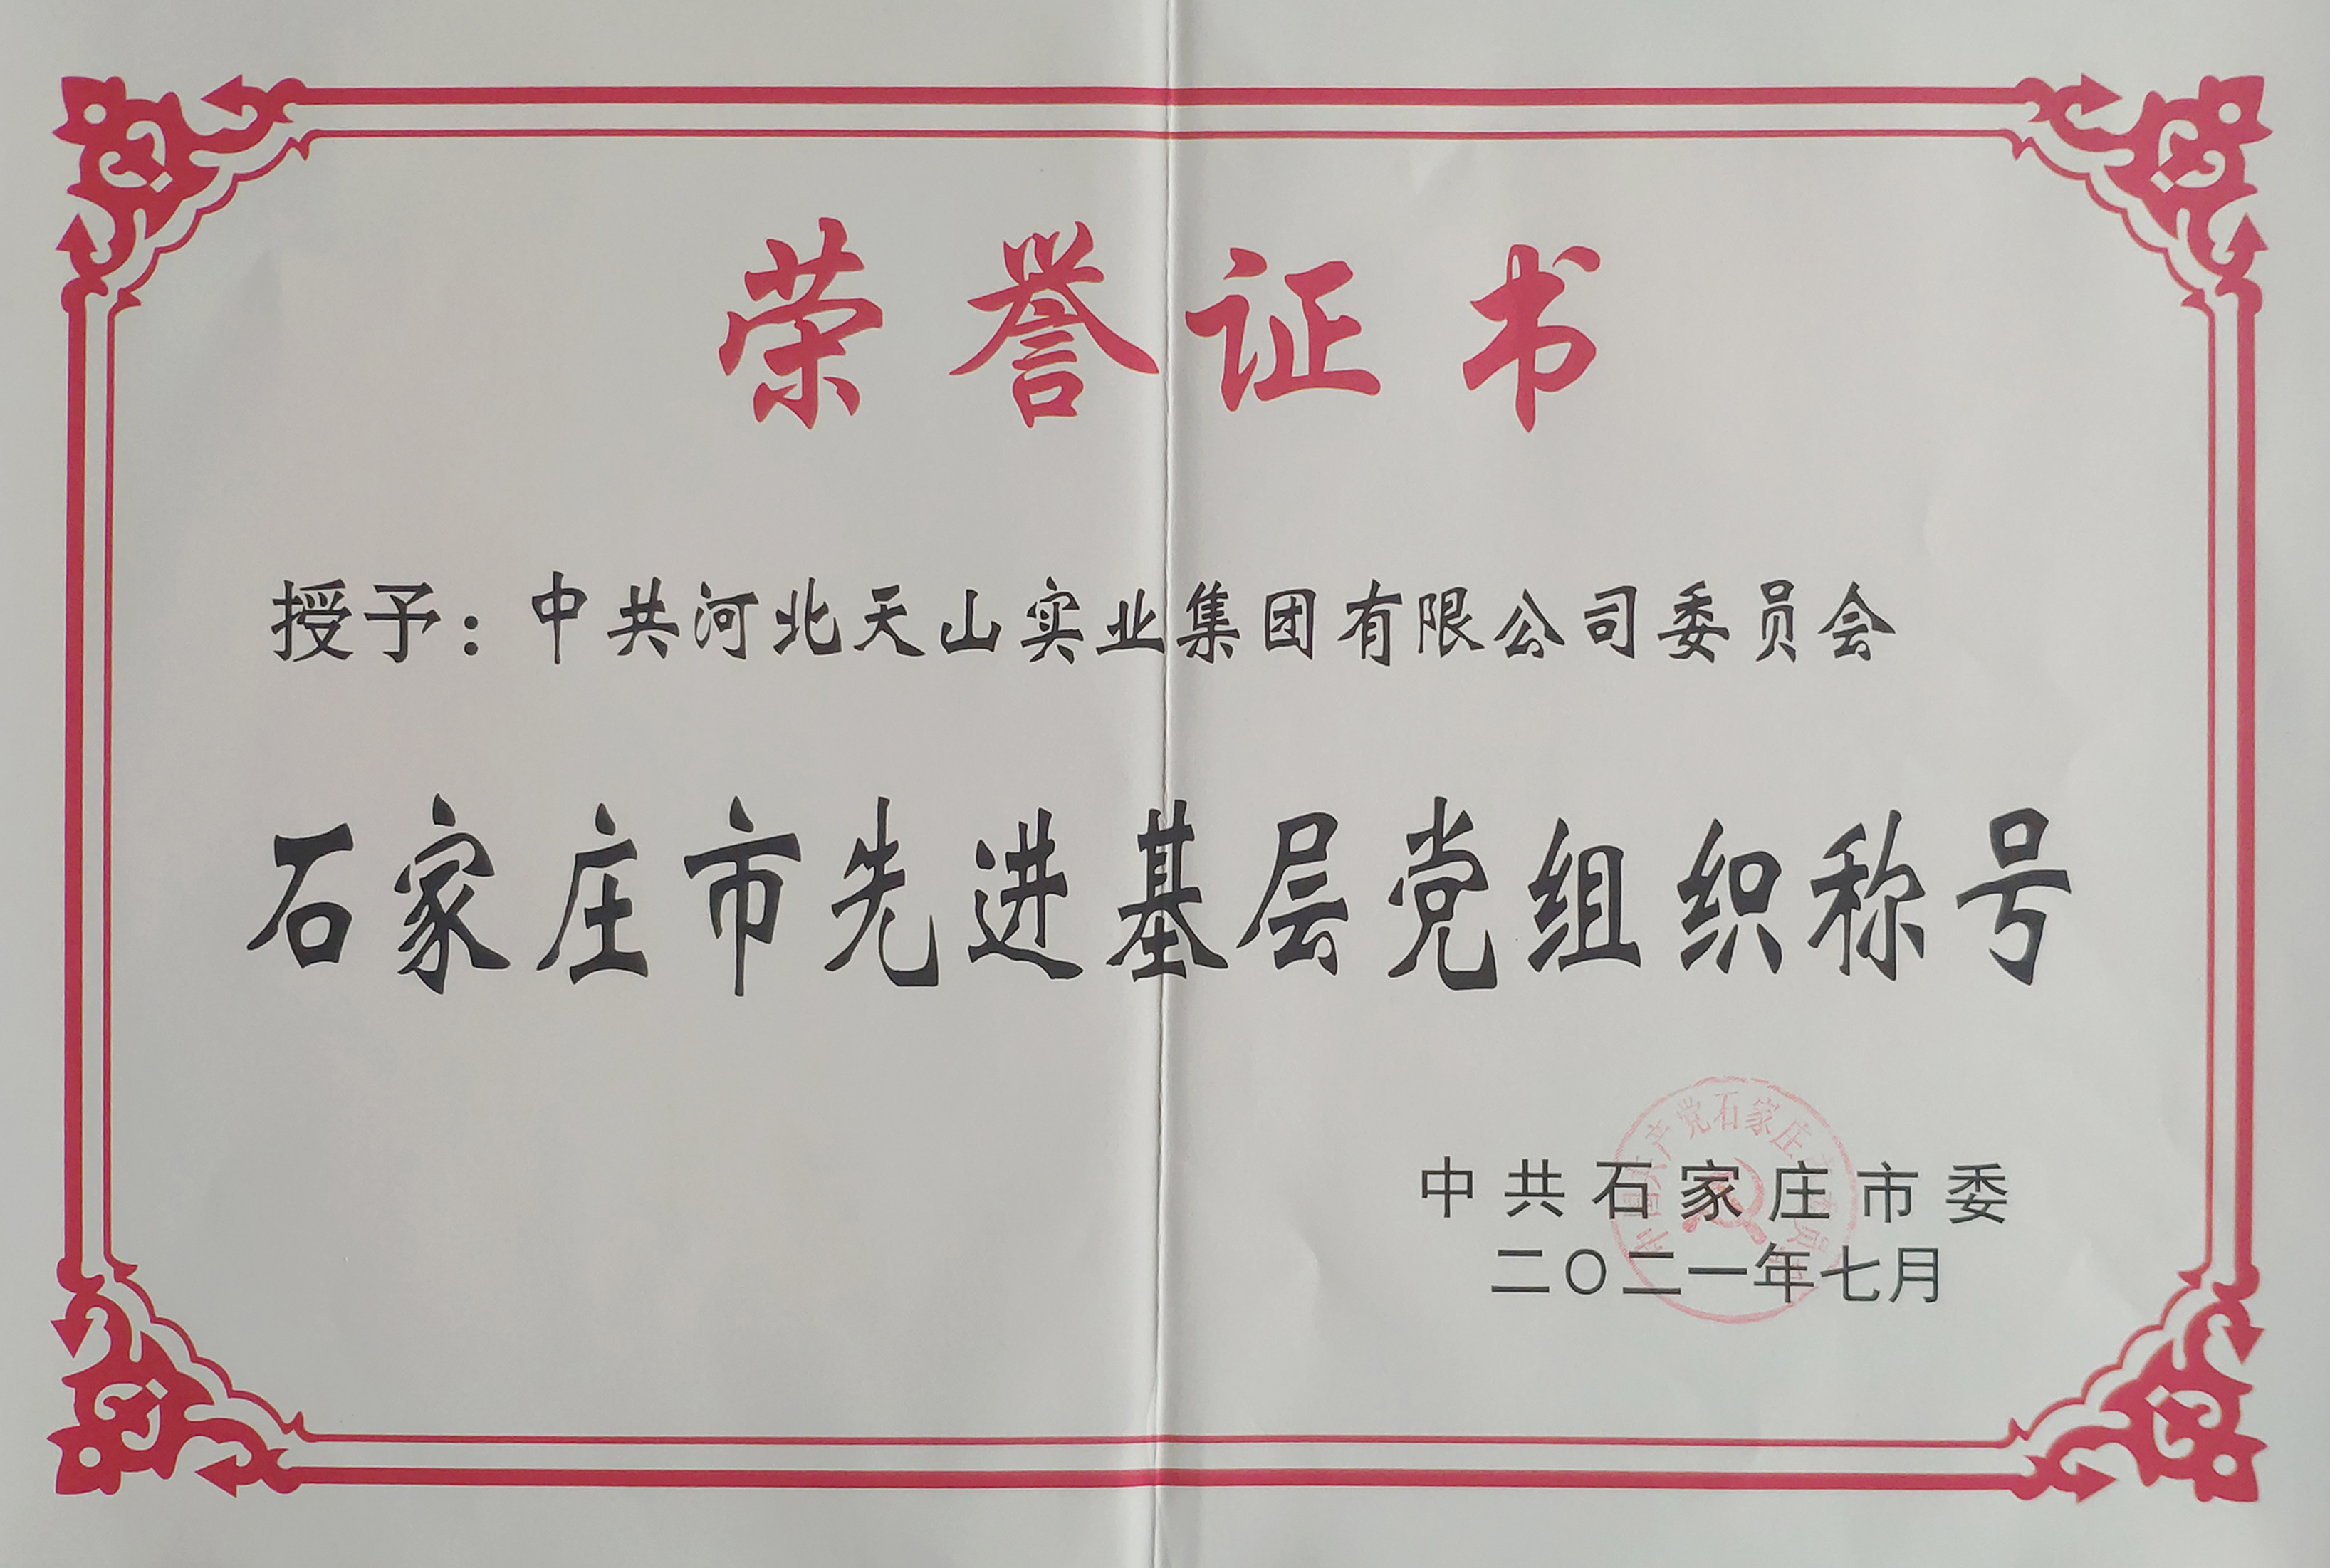 荣誉证书
授予：中共河北天山实业集团有限公司委员会
石家庄市先进基层党组织称号
中共石家庄市委
二〇二一年七月